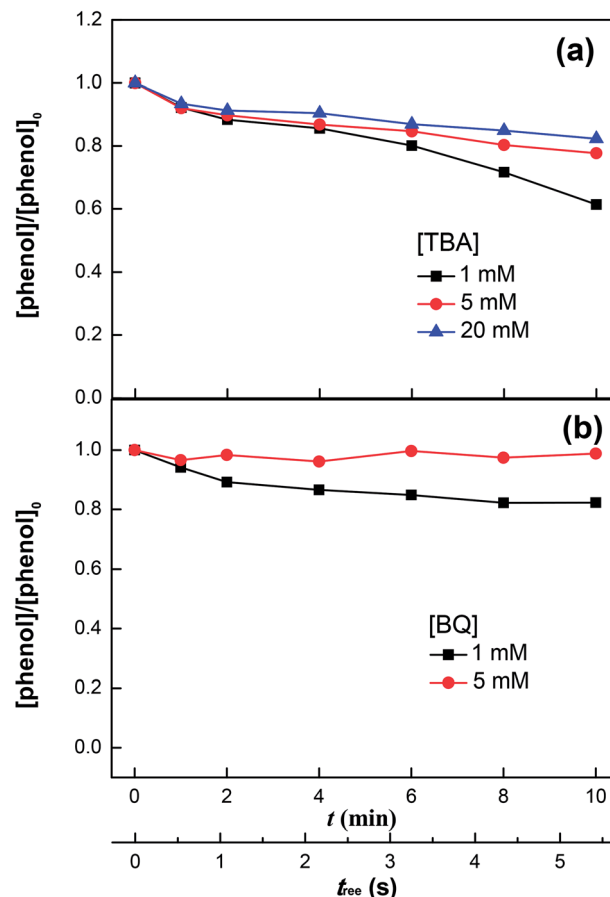 1.2
(a)
1.0
0.8
0.6
0.4
0.2
0.0
[phenol]/[phenol]0
[TBA]
1 mM
5 mM
20 mM
(b)
1.0
0.8
0.6
0.4
0.2
0.0
[phenol]/[phenol]0
[BQ]
1 mM
5 mM
0 2 4 6 8 10
t (min)
0 1 2 3 4 5
tree (s)